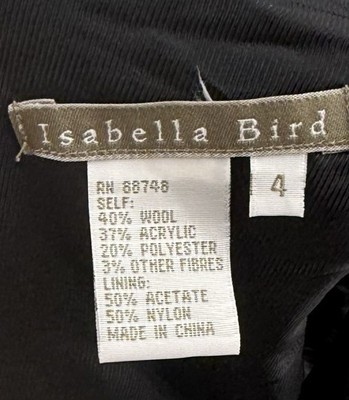 Isabella Bird
4
RN 88748
SELF:
40% WOOL
37% ACRYLIC
20% POLYESTER
3% OTHER FIBRES
LINING:
50% ACETATE
50% NYLON
MADE IN CHINA